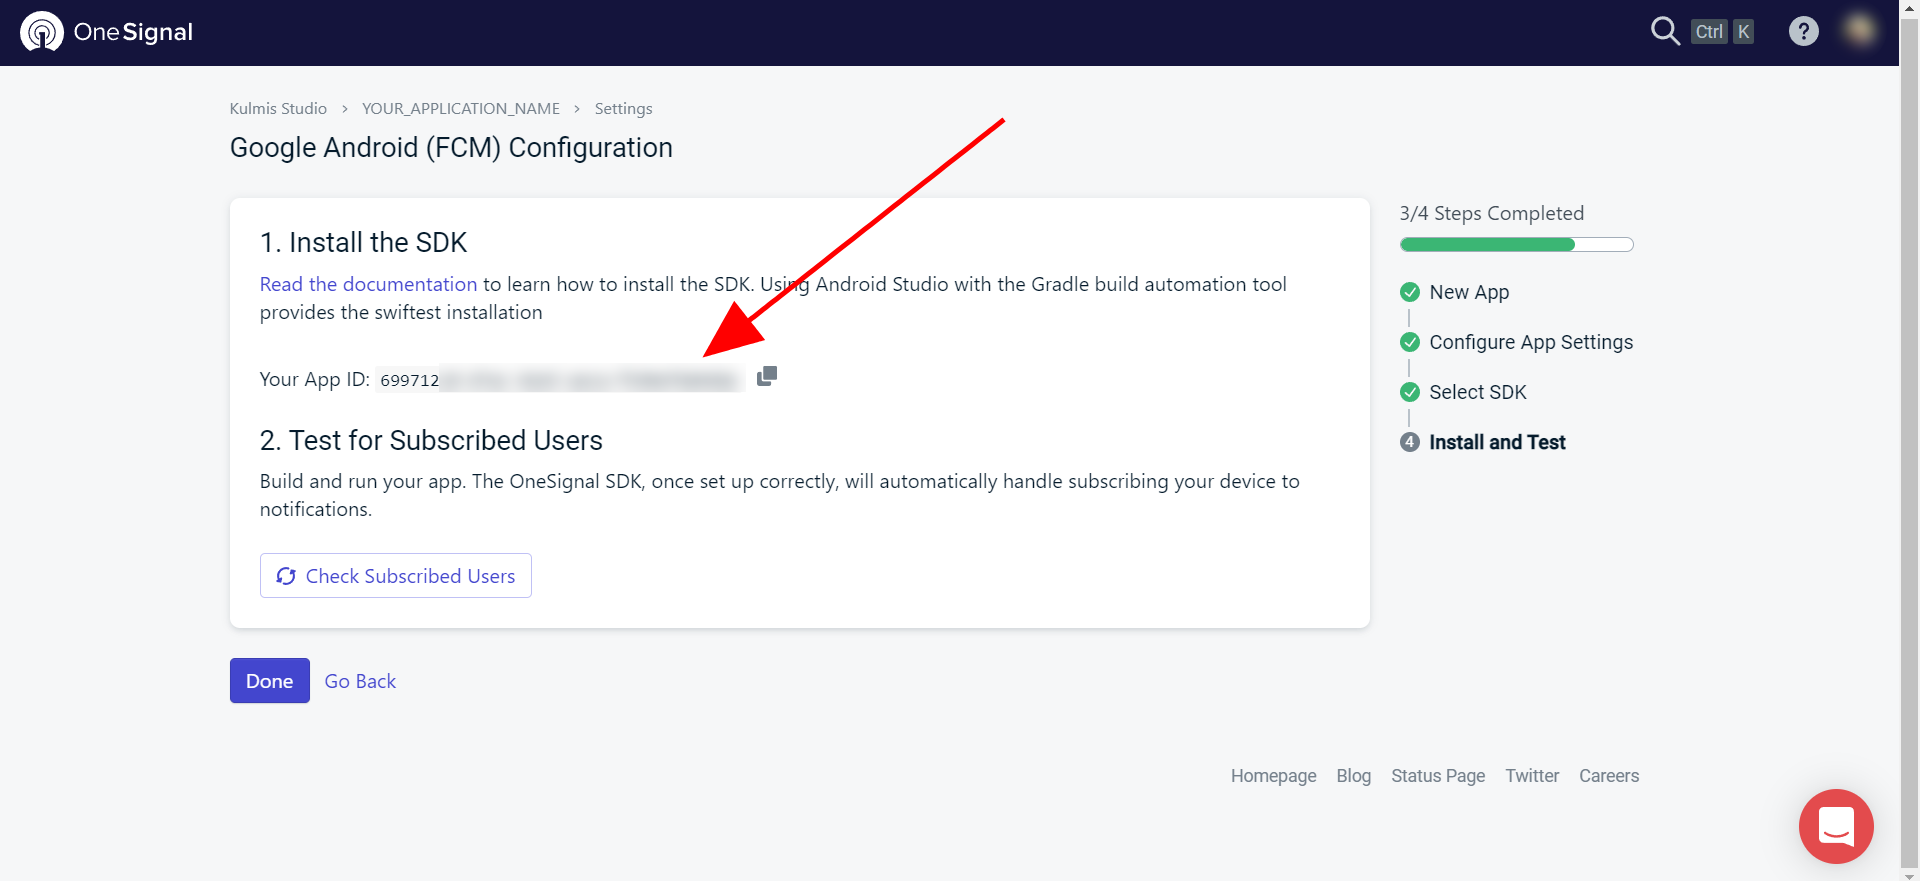 OneSignal
Ctrl K
?
Kulmis Studio > YOUR_APPLICATION_NAME > Settings
Google Android (FCM) Configuration
1. Install the SDK
Read the documentation to learn how to install the SDK. Using Android Studio with the Gradle build automation tool
provides the swiftest installation
Your App ID: 699712
2. Test for Subscribed Users
Build and run your app. The OneSignal SDK, once set up correctly, will automatically handle subscribing your device to
notifications.
Check Subscribed Users
Done Go Back
3/4 Steps Completed
New App
Configure App Settings
Select SDK
4 Install and Test
Homepage Blog Status Page Twitter Careers